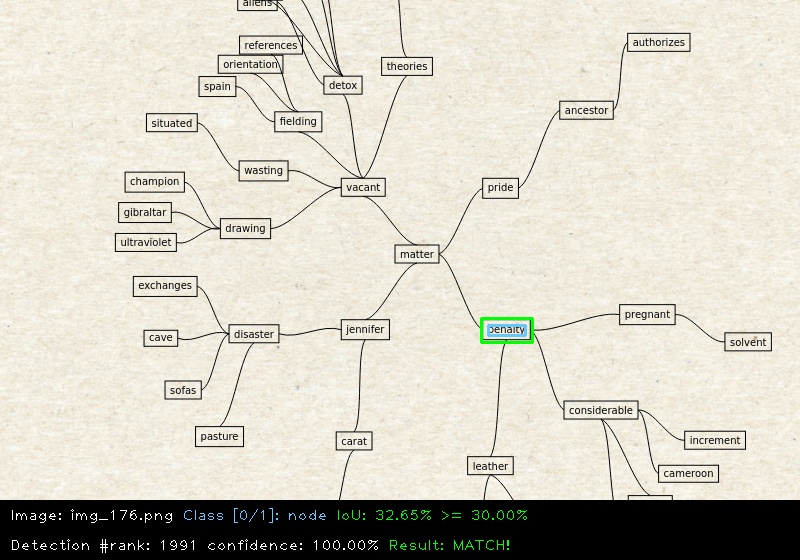 aliens
references
orientation
theories
authorizes
spain
detox
ancestor
situated
fielding
wasting
champion
vacant
pride
gibraltar
drawing
ultraviolet
matter
exchanges
pregnant
cave
disaster
jennifer
penalty
solvent
sofas
considerable
pasture
carat
increment
leather
cameroon
Image: img_176.png Class [0/1]: node IoU: 32.65% >= 30.00%
Detection #rank: 1991 confidence: 100.00% Result: MATCH!